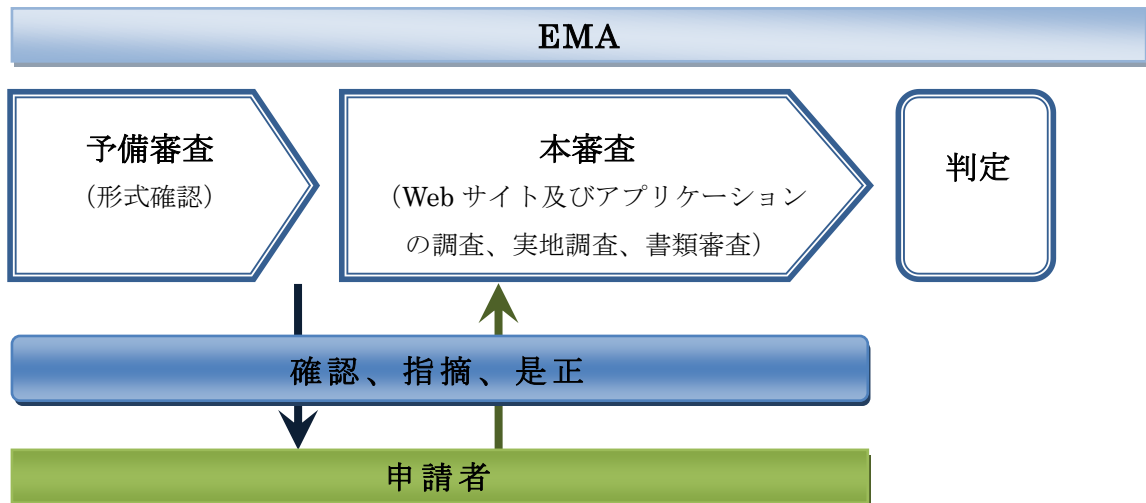 EMA
予備審査
（形式確認）
本審査
（Web サイト及びアプリケーション
の調査、実地調査、書類審査）
判定
確認、指摘、是正
申請者